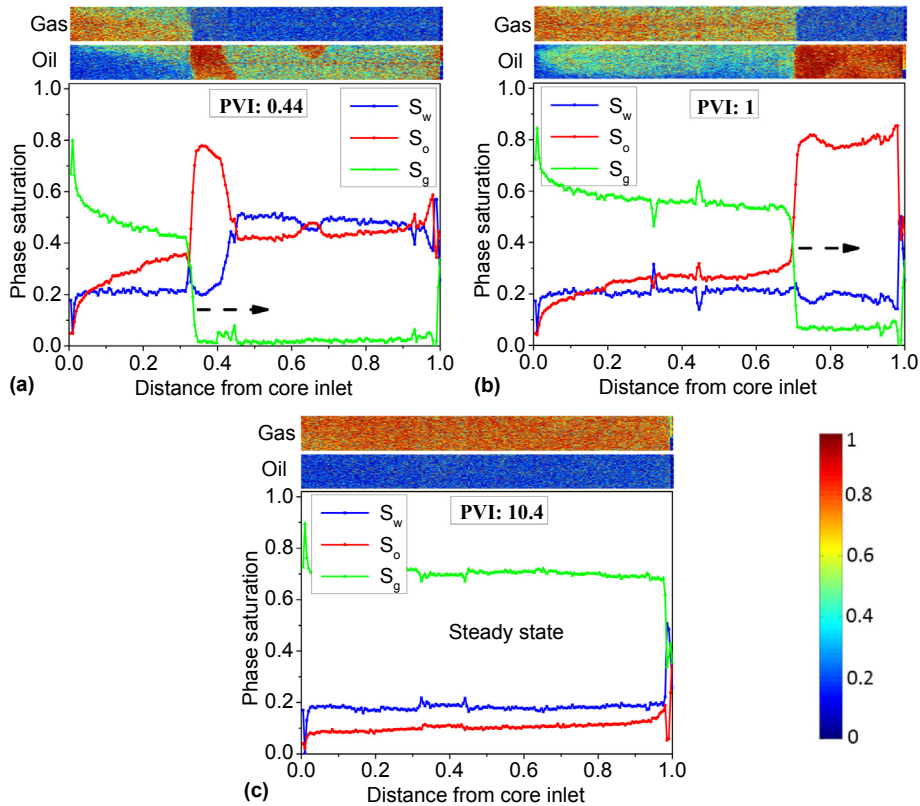 Gas
Oil
PVI: 0.44
Sw
So
Sg
1.0
0.8
0.6
0.4
0.2
0.0
Phase saturation
0.0 0.2 0.4 0.6 0.8 1.0
Distance from core inlet
(a)
Gas
Oil
PVI: 1
Sw
So
Sg
1.0
0.8
0.6
0.4
0.2
0.0
Phase saturation
0.0 0.2 0.4 0.6 0.8 1.0
Distance from core inlet
(b)
Gas
Oil
PVI: 10.4
Sw
So
Sg
Steady state
1.0
0.8
0.6
0.4
0.2
0.0
Phase saturation
0.0 0.2 0.4 0.6 0.8 1.0
Distance from core inlet
(c)
1
0.8
0.6
0.4
0.2
0